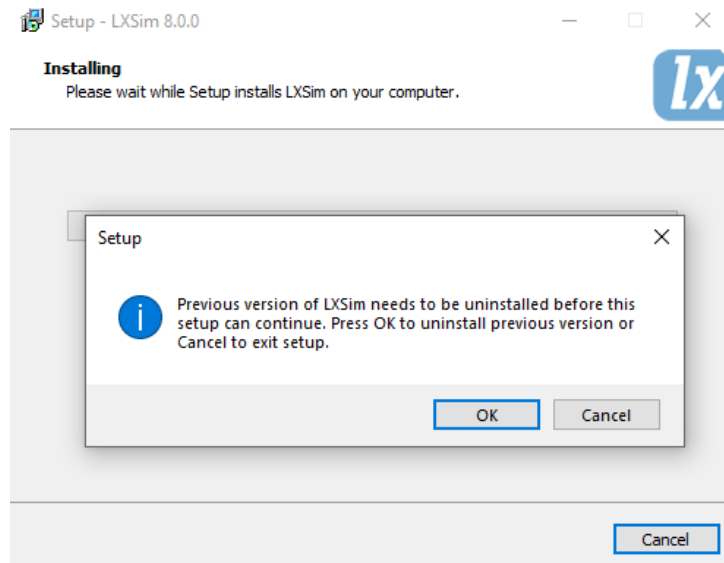 Setup - LXSim 8.0.0
Installing
Please wait while Setup installs LXSim on your computer.
lx
Setup
Previous version of LXSim needs to be uninstalled before this
setup can continue. Press OK to uninstall previous version or
Cancel to exit setup.
OK Cancel
Cancel